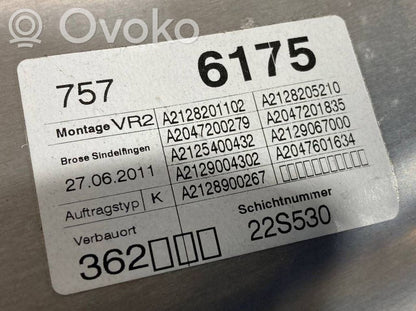 Ovoko
757 6175
Montage VR2 A2128201102 A2128205210
Brose Sindelfingen A2047200279 A2047201835
27.06.2011 A2125400432 A2129067000
Auftragstyp K A2129004302 A2047601634
A2128900267 □□□□□□□□□□□
Verbauort Schichtnummer
362□□□ 22S530